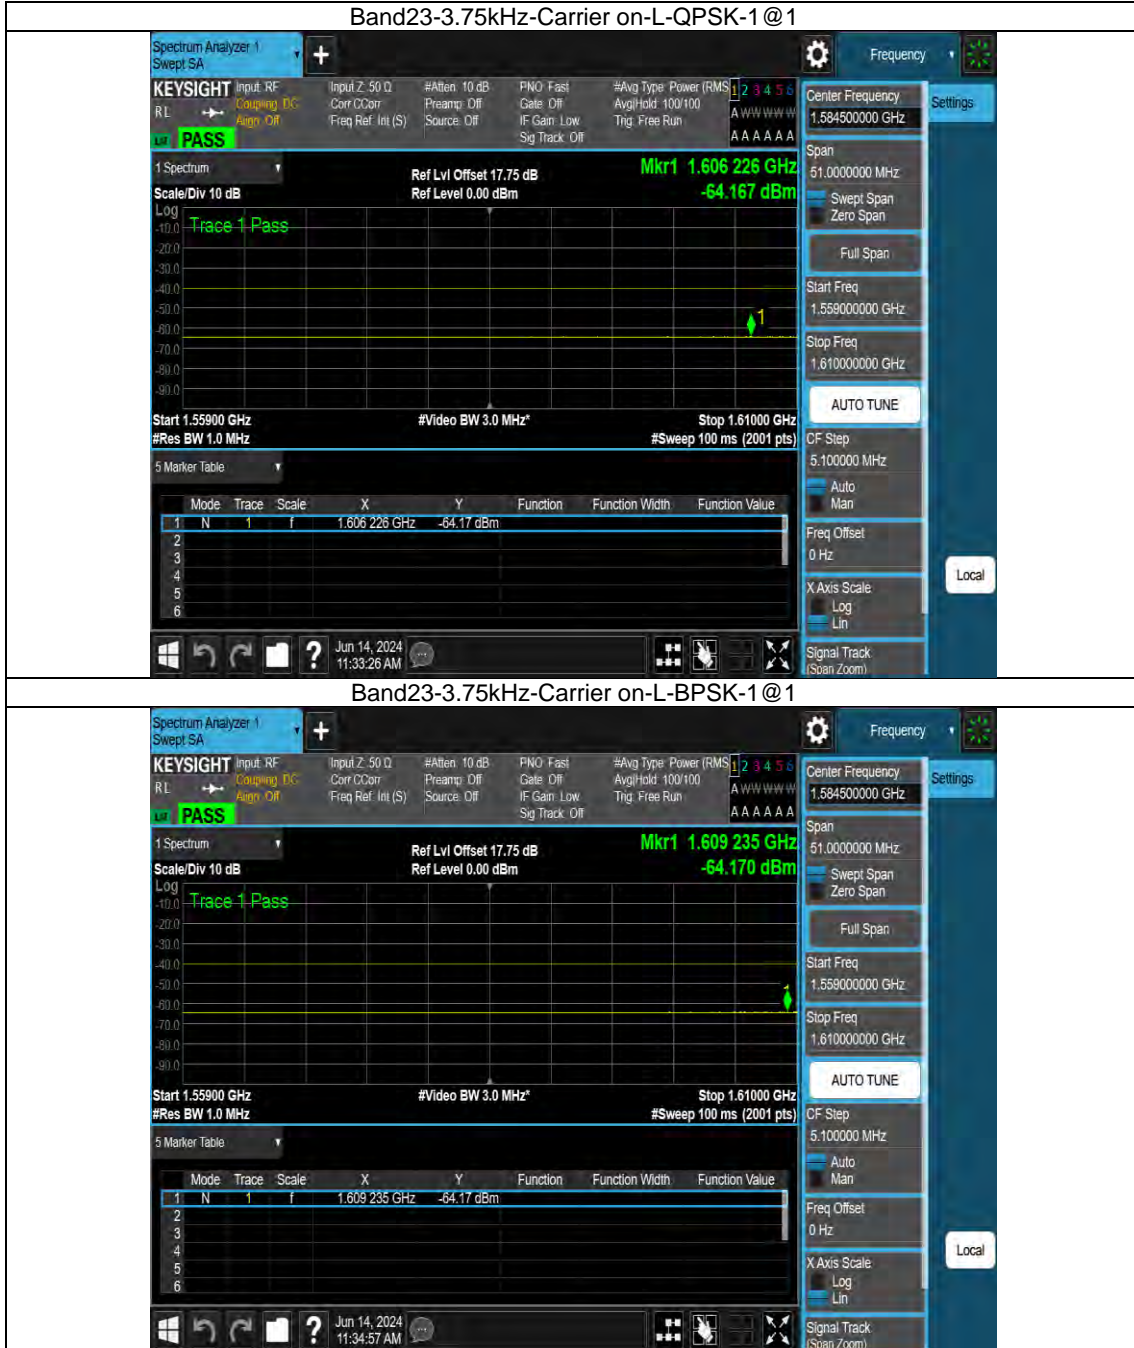 Band23-3.75kHz-Carrier on-L-QPSK-1@1
Spectrum Analyzer 1
Swept SA
+
Frequency
KEYSIGHT
RL
Input: RF
Coupling: DC
Align: Off
Input Z: 50 Ω
Corr CCorr
Freq Ref: Int (S)
#Atten: 10 dB
Preamp: Off
Source: Off
PNO: Fast
Gate: Off
IF Gain: Low
Sig Track: Off
#Avg Type: Power (RMS
Avg|Hold: 100/100
Trig: Free Run
1 2 3 4 5 6
A W W W W W
A A A A A A
PASS
Center Frequency
1.584500000 GHz
Settings
1 Spectrum
Scale/Div 10 dB
Ref Lvl Offset 17.75 dB
Ref Level 0.00 dBm
Mkr1 1.606 226 GHz
-64.167 dBm
Span
51.0000000 MHz
Swept Span
Zero Span
Full Span
Start Freq
1.559000000 GHz
Stop Freq
1.610000000 GHz
AUTO TUNE
Log
Trace 1 Pass
-10.0
-20.0
-30.0
-40.0
-50.0
-60.0
-70.0
-80.0
-90.0
1
Start 1.55900 GHz
#Res BW 1.0 MHz
#Video BW 3.0 MHz*
Stop 1.61000 GHz
#Sweep 100 ms (2001 pts)
CF Step
5.100000 MHz
Auto
Man
Freq Offset
0 Hz
X Axis Scale
Log
Lin
Signal Track
(Span Zoom)
Local
5 Marker Table
Mode Trace Scale X Y Function Function Width Function Value
1 N 1 f 1.606 226 GHz -64.17 dBm
2
3
4
5
6
?
Jun 14, 2024
11:33:26 AM
Band23-3.75kHz-Carrier on-L-BPSK-1@1
Spectrum Analyzer 1
Swept SA
+
Frequency
KEYSIGHT
RL
Input: RF
Coupling: DC
Align: Off
Input Z: 50 Ω
Corr CCorr
Freq Ref: Int (S)
#Atten: 10 dB
Preamp: Off
Source: Off
PNO: Fast
Gate: Off
IF Gain: Low
Sig Track: Off
#Avg Type: Power (RMS
Avg|Hold: 100/100
Trig: Free Run
1 2 3 4 5 6
A W W W W W
A A A A A A
PASS
Center Frequency
1.584500000 GHz
Settings
1 Spectrum
Scale/Div 10 dB
Ref Lvl Offset 17.75 dB
Ref Level 0.00 dBm
Mkr1 1.609 235 GHz
-64.170 dBm
Span
51.0000000 MHz
Swept Span
Zero Span
Full Span
Start Freq
1.559000000 GHz
Stop Freq
1.610000000 GHz
AUTO TUNE
Log
Trace 1 Pass
-10.0
-20.0
-30.0
-40.0
-50.0
-60.0
-70.0
-80.0
-90.0
1
Start 1.55900 GHz
#Res BW 1.0 MHz
#Video BW 3.0 MHz*
Stop 1.61000 GHz
#Sweep 100 ms (2001 pts)
CF Step
5.100000 MHz
Auto
Man
Freq Offset
0 Hz
X Axis Scale
Log
Lin
Signal Track
(Span Zoom)
Local
5 Marker Table
Mode Trace Scale X Y Function Function Width Function Value
1 N 1 f 1.609 235 GHz -64.17 dBm
2
3
4
5
6
?
Jun 14, 2024
11:34:57 AM